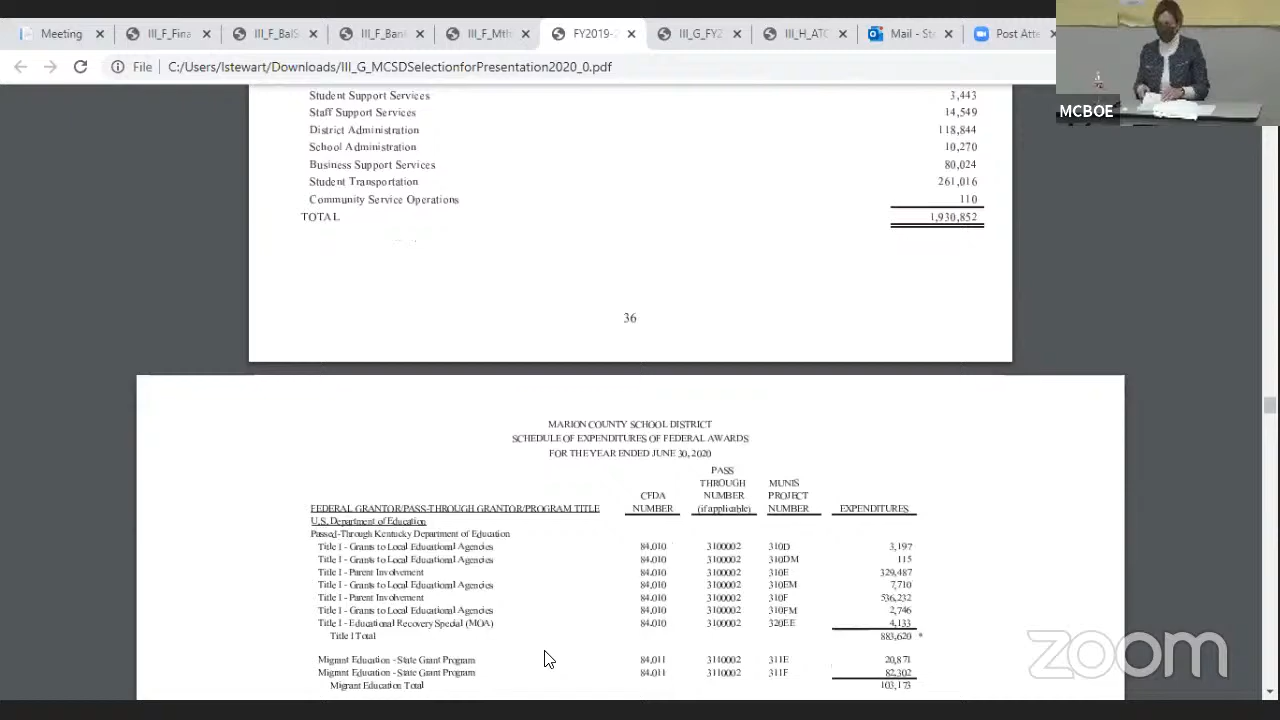 Meeting
III_F_Fina
III_F_BalS
III_F_Bank
III_F_Mth
FY2019-2
III_G_FY2
III_H_ATC
Mail - Ste
Post Atte
File C:/Users/lstewart/Downloads/III_G_MCSDSelectionforPresentation2020_0.pdf
MCBOE
Student Support Services 3,443
Staff Support Services 14,549
District Administration 118,844
School Administration 10,270
Business Support Services 80,024
Student Transportation 261,016
Community Service Operations 110
TOTAL 1,930,852
36
MARION COUNTY SCHOOL DISTRICT
SCHEDULE OF EXPENDITURES OF FEDERAL AWARDS
FOR THE YEAR ENDED JUNE 30, 2020
PASS
THROUGH MUNIS
CFDA NUMBER PROJECT
FEDERAL GRANTOR/PASS-THROUGH GRANTOR/PROGRAM TITLE NUMBER (if applicable) NUMBER EXPENDITURES
U.S. Department of Education
Passed-Through Kentucky Department of Education
Title I - Grants to Local Educational Agencies 84.010 3100002 310D 3,197
Title I - Grants to Local Educational Agencies 84.010 3100002 310DM 115
Title I - Parent Involvement 84.010 3100002 310E 329,487
Title I - Grants to Local Educational Agencies 84.010 3100002 310EM 7,710
Title I - Parent Involvement 84.010 3100002 310F 536,232
Title I - Grants to Local Educational Agencies 84.010 3100002 310FM 2,746
Title I - Educational Recovery Special (MOA) 84.010 3100002 320EE 4,133
Title I Total 883,620 *
Migrant Education - State Grant Program 84.011 3110002 311E 20,871
Migrant Education - State Grant Program 84.011 3110002 311F 82,302
Migrant Education Total 103,173
zoom